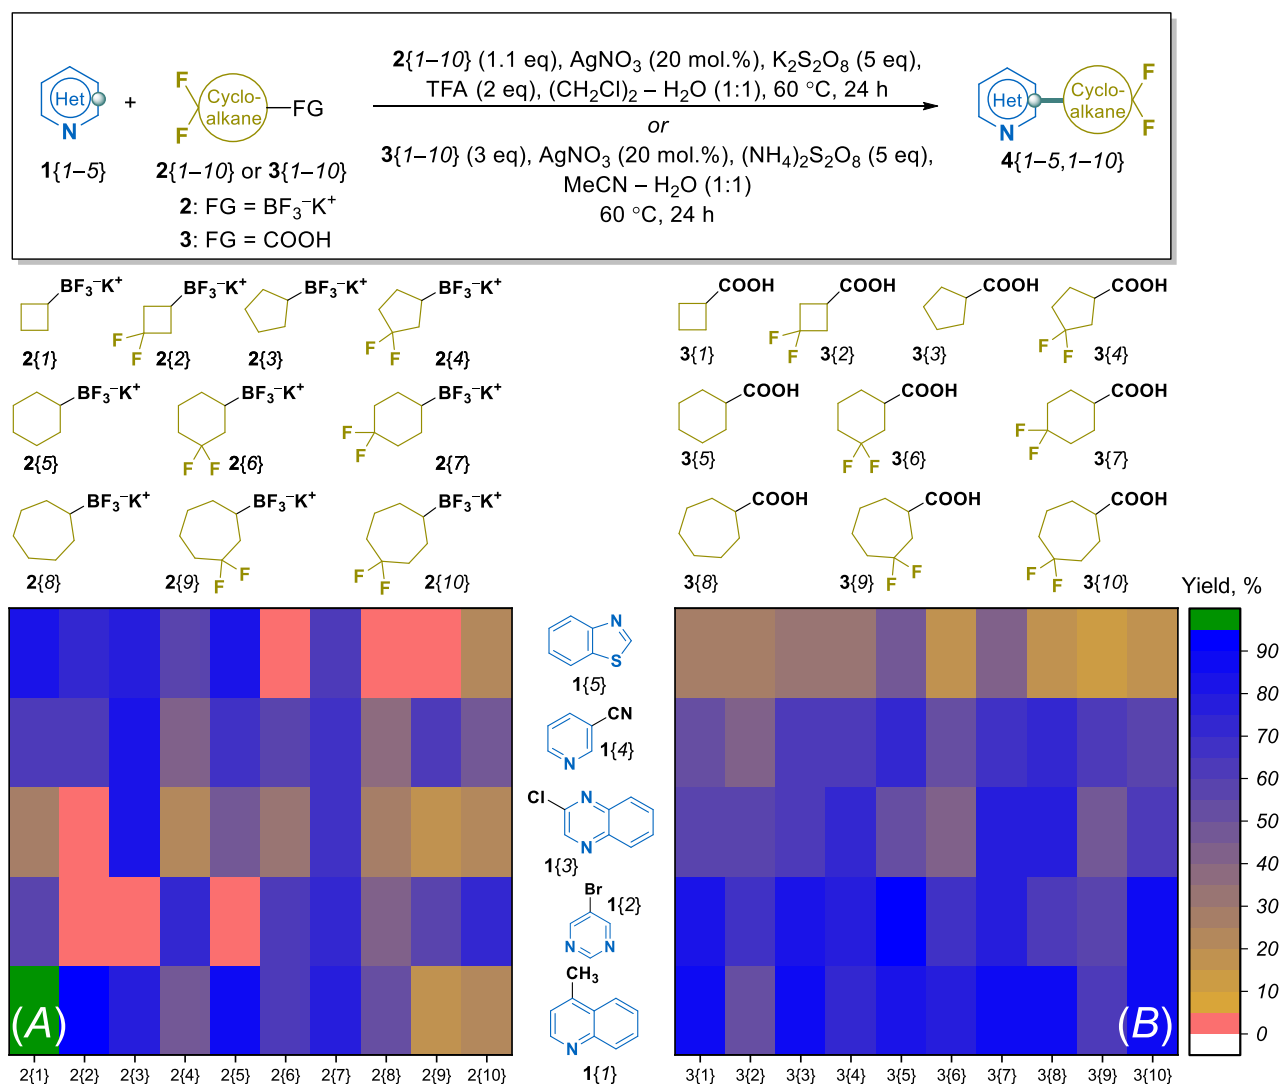 2{1–10} (1.1 eq), AgNO3 (20 mol.%), K2S2O8 (5 eq),
TFA (2 eq), (CH2Cl)2 – H2O (1:1), 60 °C, 24 h
or
3{1–10} (3 eq), AgNO3 (20 mol.%), (NH4)2S2O8 (5 eq),
MeCN – H2O (1:1)
60 °C, 24 h
Het
N
+
F
F
Cyclo-
alkane
FG
Het
N
Cyclo-
alkane
F
F
1{1–5}
2{1–10} or 3{1–10}
2: FG = BF3–K+
3: FG = COOH
4{1–5,1–10}
BF3–K+ BF3–K+ BF3–K+ BF3–K+ COOH COOH COOH COOH
F F F F F F F F
2{1} 2{2} 2{3} 2{4} 3{1} 3{2} 3{3} 3{4}
BF3–K+ BF3–K+ BF3–K+ COOH COOH COOH
F F F F F F F F
2{5} 2{6} 2{7} 3{5} 3{6} 3{7}
BF3–K+ BF3–K+ BF3–K+ COOH COOH COOH
F F F F F F F F
2{8} 2{9} 2{10} 3{8} 3{9} 3{10}
Yield, %
N
S
1{5}
CN
N
1{4}
Cl
N
N
1{3}
Br
1{2}
N N
CH3
N
1{1}
(A)
(B)
90
80
70
60
50
40
30
20
10
0
2{1} 2{2} 2{3} 2{4} 2{5} 2{6} 2{7} 2{8} 2{9} 2{10}
3{1} 3{2} 3{3} 3{4} 3{5} 3{6} 3{7} 3{8} 3{9} 3{10}